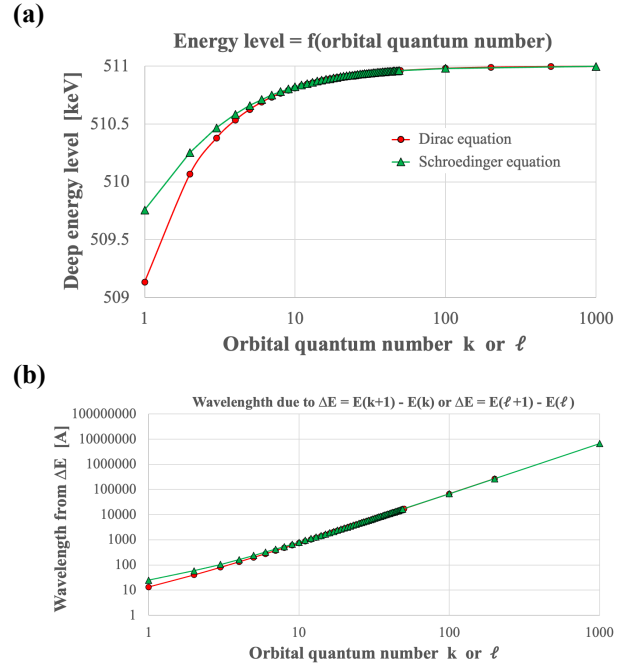 (a)
Energy level = f(orbital quantum number)
Deep energy level [keV]
511
510.5
510
509.5
509
Dirac equation
Schroedinger equation
1
10
100
1000
Orbital quantum number k or ℓ
(b)
Wavelenghth due to ΔE = E(k+1) - E(k) or ΔE = E(ℓ+1) - E(ℓ)
Wavelength from ΔE [A]
100000000
10000000
1000000
100000
10000
1000
100
10
1
1
10
100
1000
Orbital quantum number k or ℓ